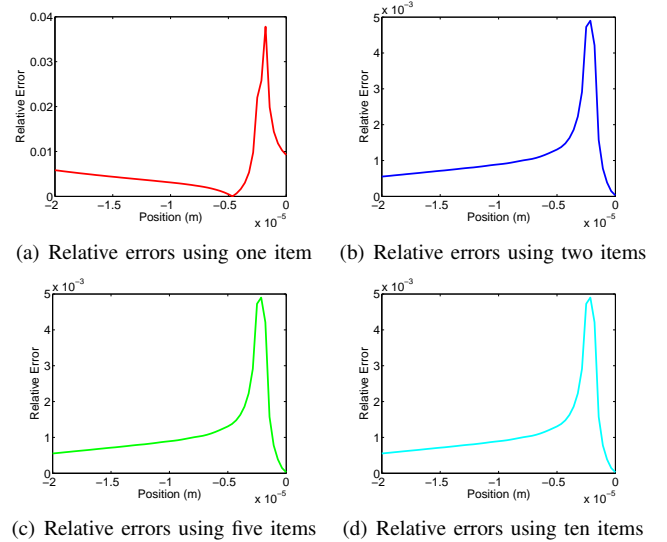 0.04
0.03
0.02
0.01
0
Relative Error
−2 −1.5 −1 −0.5 0
Position (m)
x 10⁻⁵
(a) Relative errors using one item
x 10⁻³
5
4
3
2
1
0
Relative Error
−2 −1.5 −1 −0.5 0
Position (m)
x 10⁻⁵
(b) Relative errors using two items
x 10⁻³
5
4
3
2
1
0
Relative Error
−2 −1.5 −1 −0.5 0
Position (m)
x 10⁻⁵
(c) Relative errors using five items
x 10⁻³
5
4
3
2
1
0
Relative Error
−2 −1.5 −1 −0.5 0
Position (m)
x 10⁻⁵
(d) Relative errors using ten items